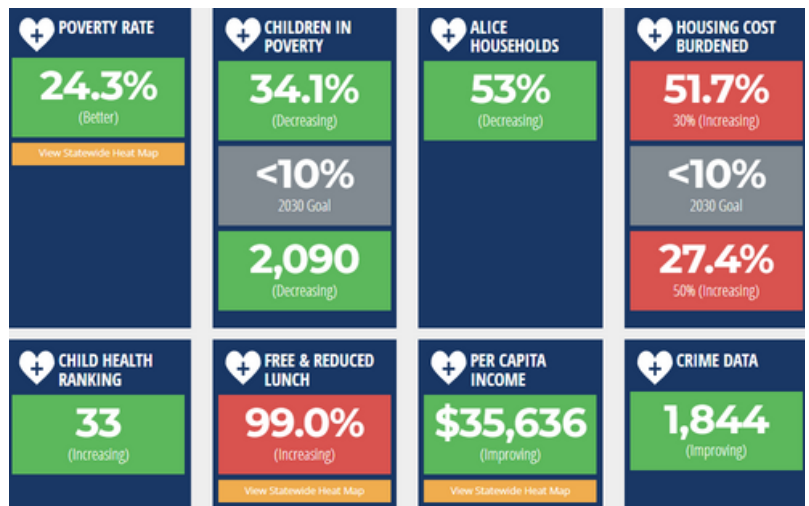 POVERTY RATE
24.3%
(Better)
View Statewide Heat Map
CHILDREN IN
POVERTY
34.1%
(Decreasing)
<10%
2030 Goal
2,090
(Decreasing)
ALICE
HOUSEHOLDS
53%
(Decreasing)
HOUSING COST
BURDENED
51.7%
30% (Increasing)
<10%
2030 Goal
27.4%
50% (Increasing)
CHILD HEALTH
RANKING
33
(Increasing)
FREE & REDUCED
LUNCH
99.0%
(Increasing)
View Statewide Heat Map
PER CAPITA
INCOME
$35,636
(Improving)
View Statewide Heat Map
CRIME DATA
1,844
(Improving)